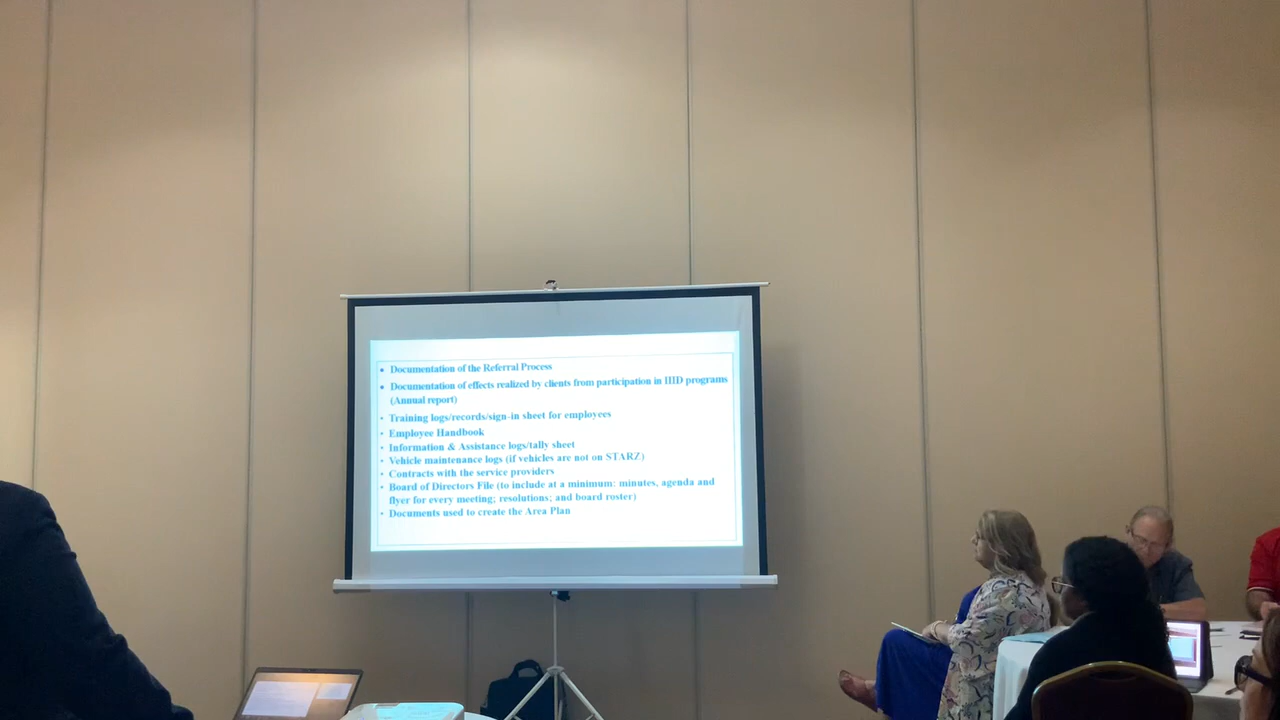 • Documentation of the Referral Process
• Documentation of effects realized by clients from participation in IIID programs
(Annual report)
• Training logs/records/sign-in sheet for employees
• Employee Handbook
• Information & Assistance logs/tally sheet
• Vehicle maintenance logs (if vehicles are not on STARZ)
• Contracts with the service providers
• Board of Directors File (to include at a minimum: minutes, agenda and
flyer for every meeting; resolutions; and board roster)
• Documents used to create the Area Plan